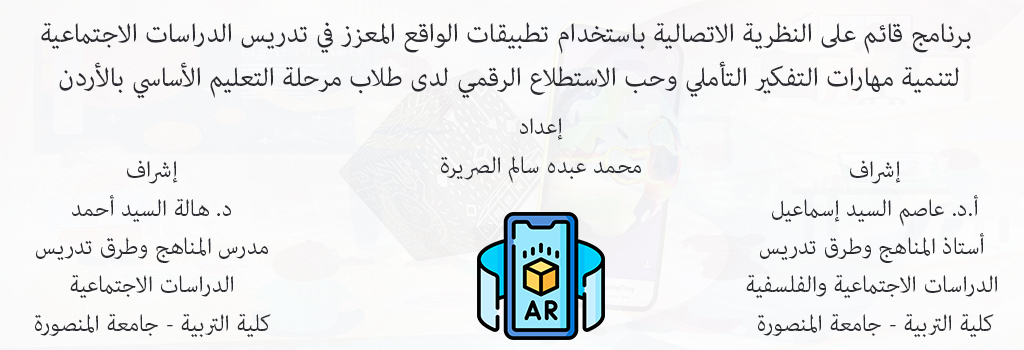 برنامج قائم على النظرية الاتصالية باستخدام تطبيقات الواقع المعزز في تدريس الدراسات الاجتماعية
لتنمية مهارات التفكير التأملي وحب الاستطلاع الرقمي لدى طلاب مرحلة التعليم الأساسي بالأردن
إعداد
محمد عبده سالم الصريرة
إشراف
أ.د. عاصم السيد إسماعيل
أستاذ المناهج وطرق تدريس
الدراسات الاجتماعية والفلسفية
كلية التربية - جامعة المنصورة
إشراف
د. هالة السيد أحمد
مدرس المناهج وطرق تدريس
الدراسات الاجتماعية
كلية التربية - جامعة المنصورة
AR